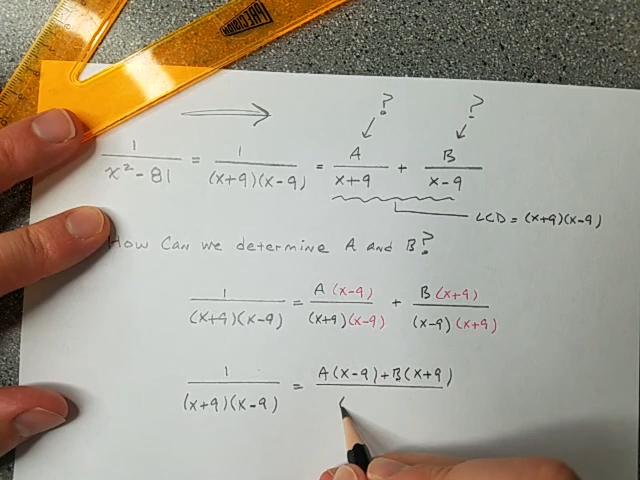 PHECISION
? ?
1 / x² - 81 = 1 / (x+9)(x-9) = A / x+9 + B / x-9
LCD = (x+9)(x-9)
How Can we determine A and B?
1 / (x+9)(x-9) = A(x-9) / (x+9)(x-9) + B(x+9) / (x-9)(x+9)
1 / (x+9)(x-9) = A(x-9)+B(x+9) / (